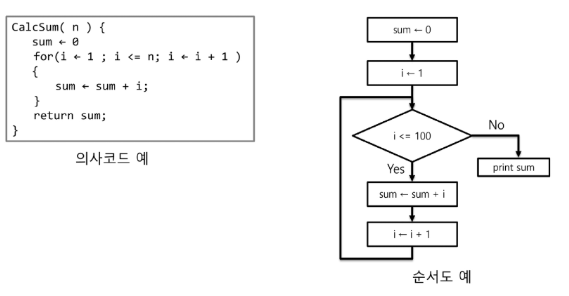 CalcSum( n ) {
sum ← 0
for(i ← 1 ; i <= n; i ← i + 1 )
{
sum ← sum + i;
}
return sum;
}
의사코드 예
sum ← 0
i ← 1
i <= 100
No
print sum
Yes
sum ← sum + i
i ← i + 1
순서도 예